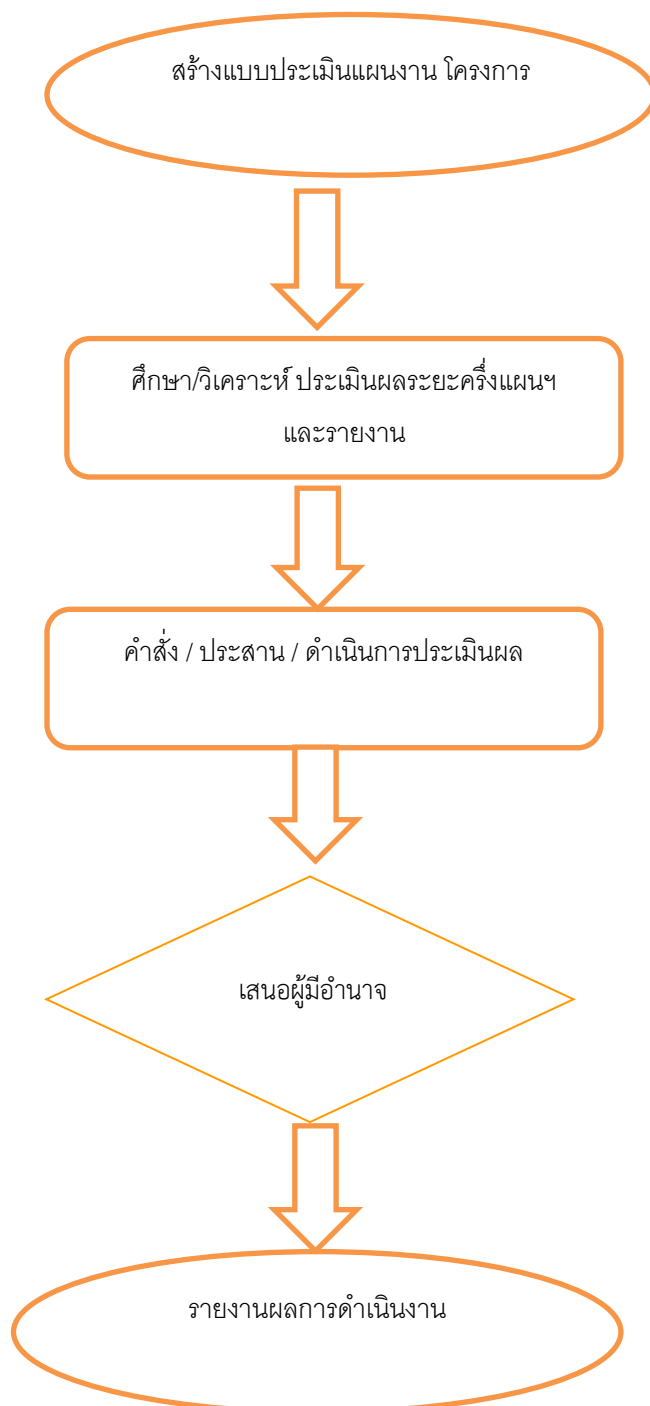 สร้างแบบประเมินแผนงาน โครงการ
ศึกษา/วิเคราะห์ ประเมินผลระยะครึ่งแผนฯ
และรายงาน
คำสั่ง / ประสาน / ดำเนินการประเมินผล
เสนอผู้มีอำนาจ
รายงานผลการดำเนินงาน